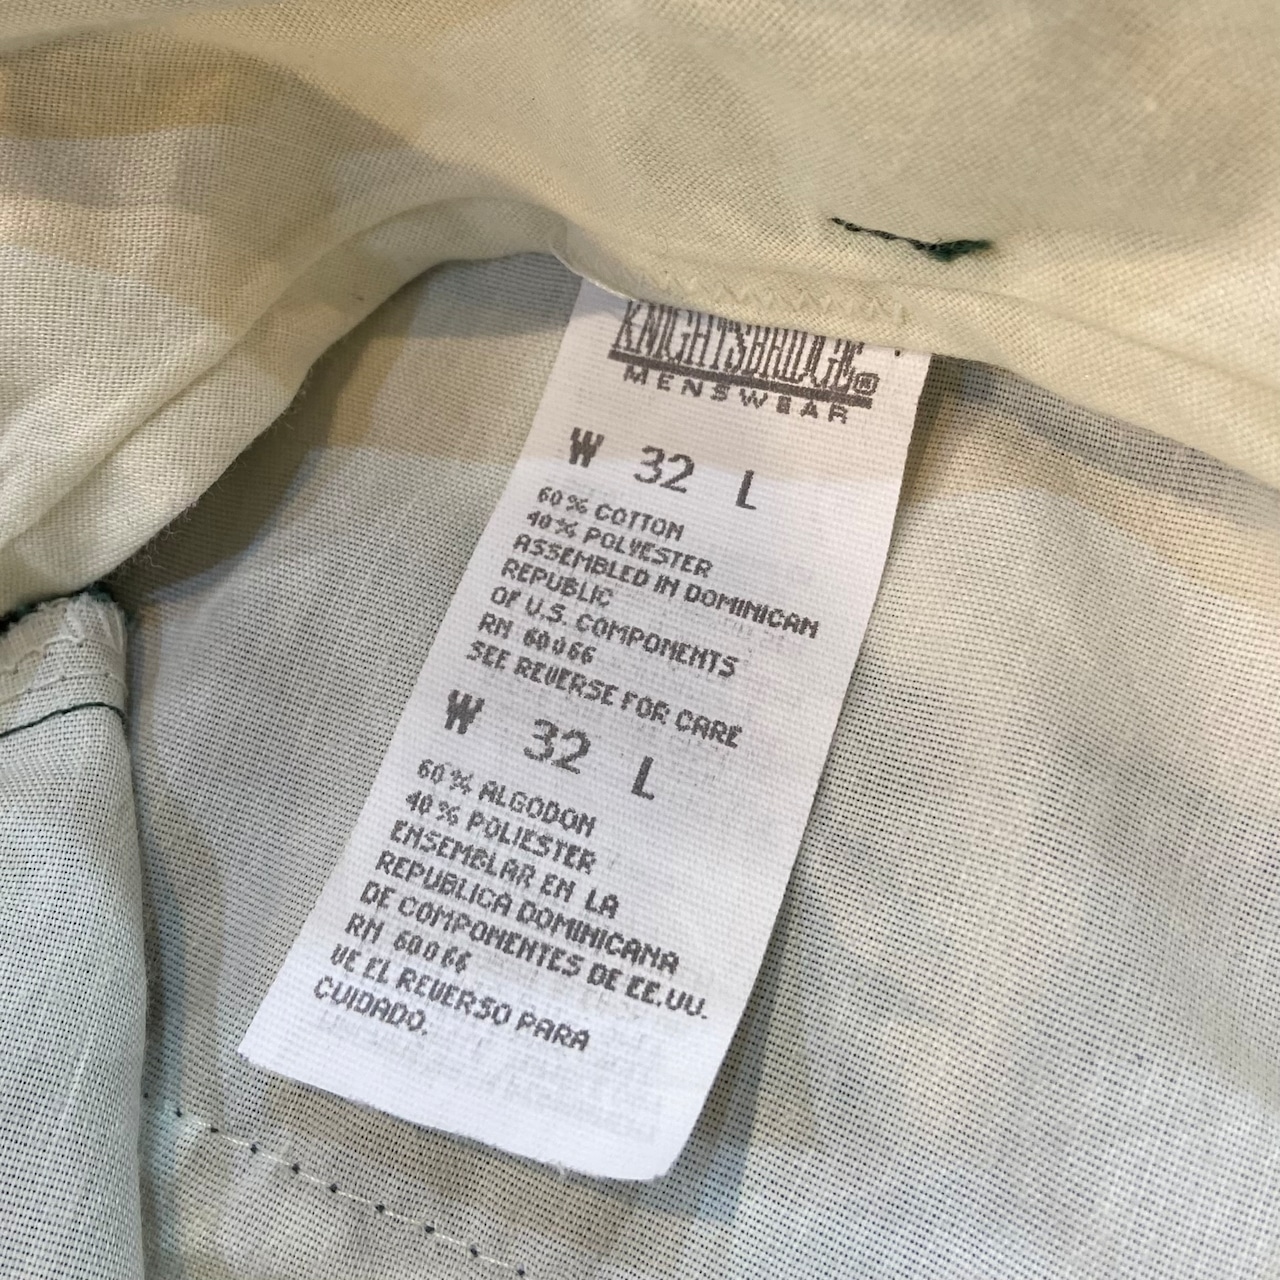 KNIGHTSBRIDGE®
MENSWEAR
W 32 L
60% COTTON
40% POLYESTER
ASSEMBLED IN DOMINICAN
REPUBLIC
OF U.S. COMPONENTS
RN 60066
SEE REVERSE FOR CARE
W 32 L
60% ALGODON
40% POLIESTER
ENSEMBLAR EN LA
REPUBLICA DOMINICANA
DE COMPONENTES DE EE.UU.
RN 60066
VE EL REVERSO PARA
CUIDADO.